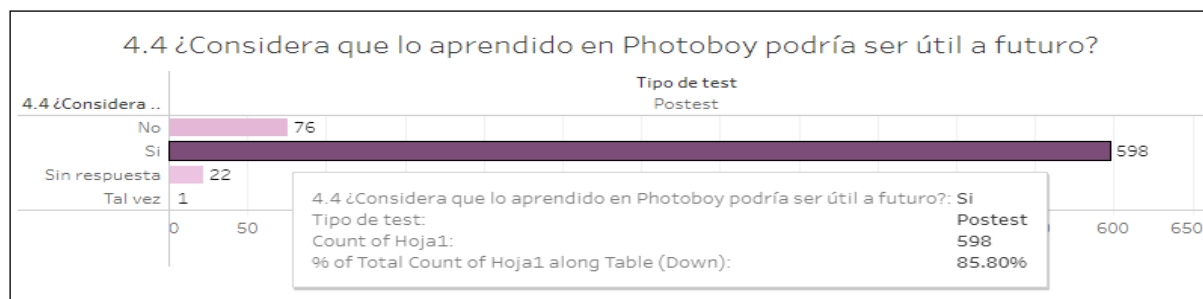 4.4 ¿Considera que lo aprendido en Photoboy podría ser útil a futuro?
Tipo de test
4.4 ¿Considera .. Postest
No 76
Si 598
Sin respuesta 22
Tal vez 1
4.4 ¿Considera que lo aprendido en Photoboy podría ser útil a futuro?: Si
Tipo de test: Postest
Count of Hoja1: 598
% of Total Count of Hoja1 along Table (Down): 85.80%
0 50 600 650